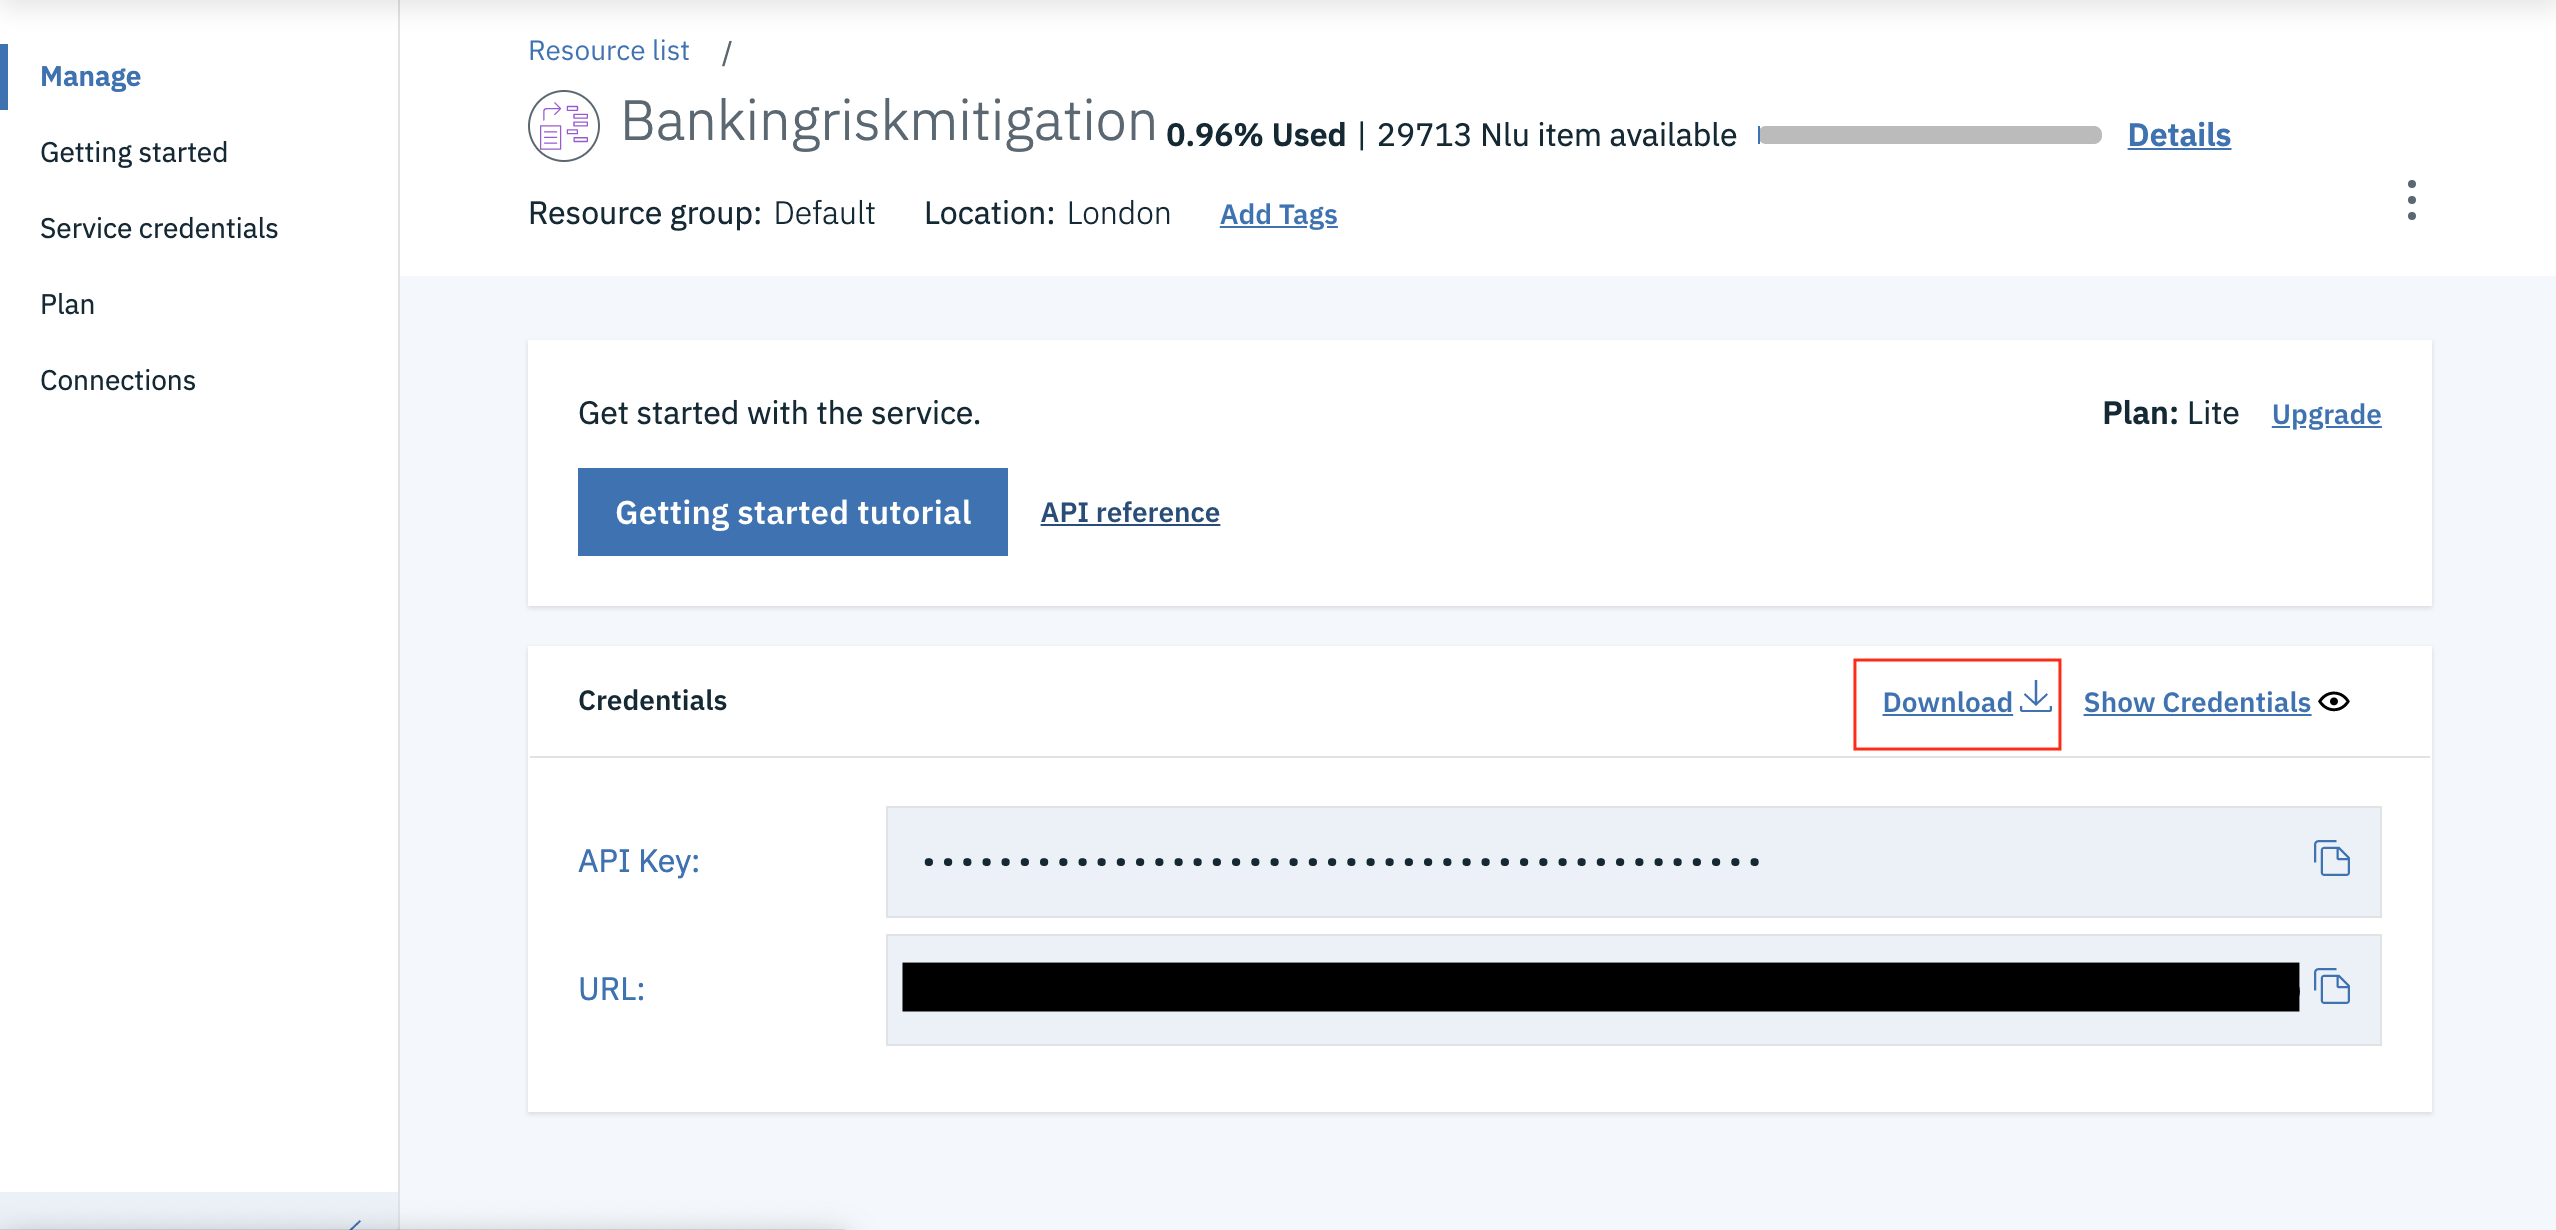 Manage
Getting started
Service credentials
Plan
Connections
Resource list /
Bankingriskmitigation 0.96% Used | 29713 Nlu item available Details
Resource group: Default Location: London Add Tags
Get started with the service.
Plan: Lite Upgrade
Getting started tutorial API reference
Credentials
Download Show Credentials
API Key: ............................................
URL: